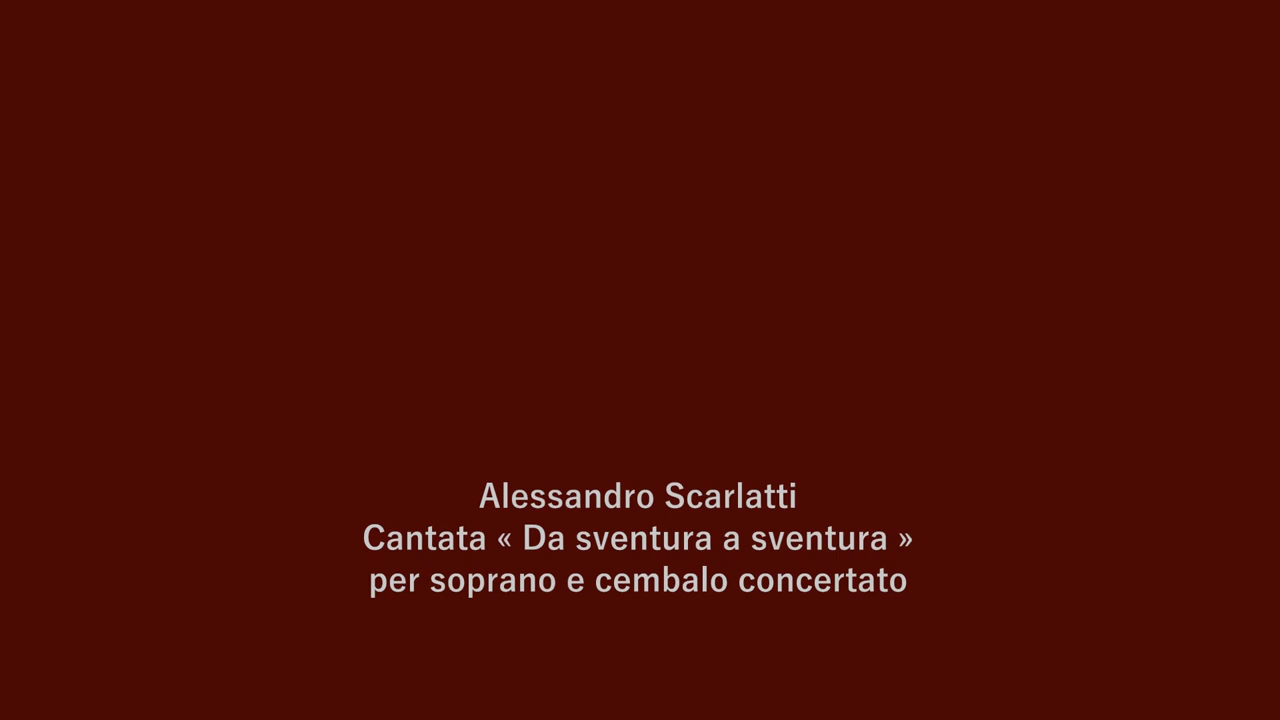 Alessandro Scarlatti
Cantata « Da sventura a sventura »
per soprano e cembalo concertato